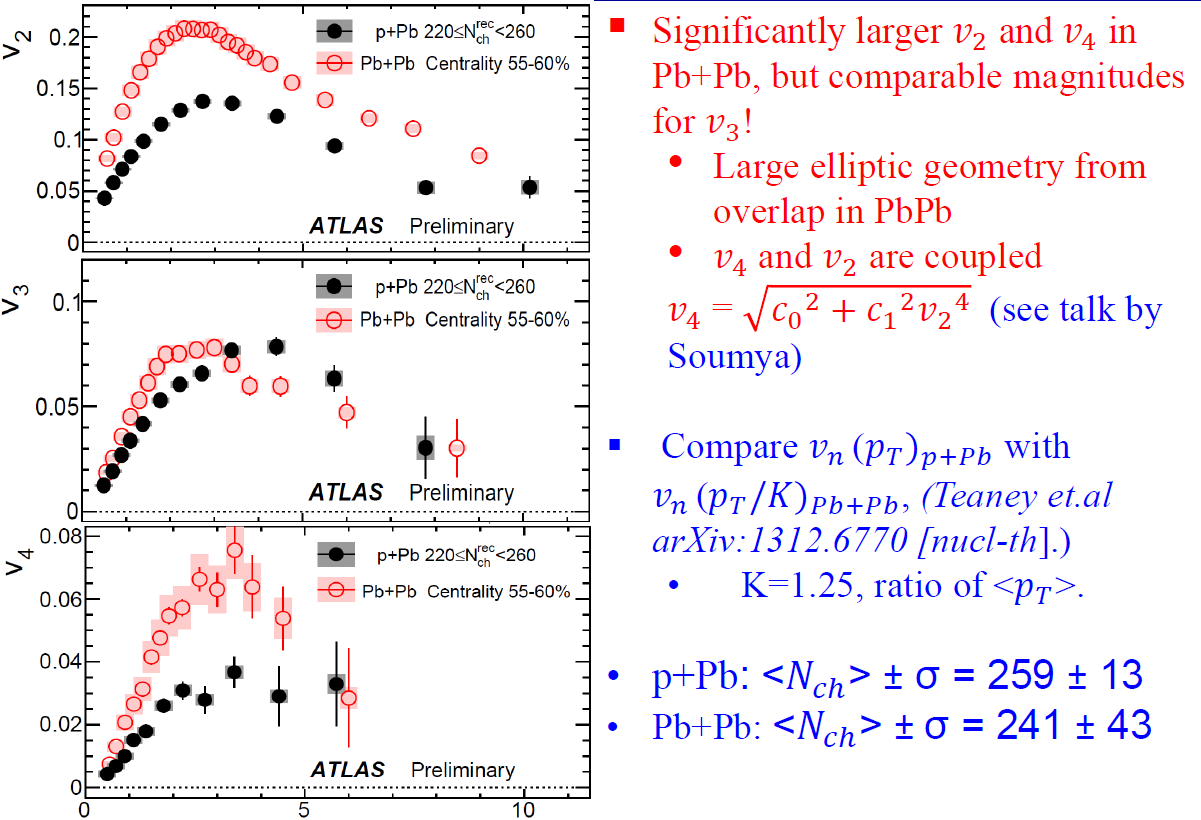 v₂
0.2
0.15
0.1
0.05
0
p+Pb 220≤N_ch^rec<260
Pb+Pb Centrality 55-60%
ATLAS Preliminary
v₃
0.1
0.05
0
p+Pb 220≤N_ch^rec<260
Pb+Pb Centrality 55-60%
ATLAS Preliminary
v₄
0.08
0.06
0.04
0.02
0
p+Pb 220≤N_ch^rec<260
Pb+Pb Centrality 55-60%
ATLAS Preliminary
0 5 10
▪ Significantly larger v₂ and v₄ in
Pb+Pb, but comparable magnitudes
for v₃!
• Large elliptic geometry from
overlap in PbPb
• v₄ and v₂ are coupled
v₄ = √(c₀² + c₁²v₂⁴) (see talk by
Soumya)
▪ Compare vₙ (p_T)_{p+Pb} with
vₙ (p_T/K)_{Pb+Pb}, (Teaney et.al
arXiv:1312.6770 [nucl-th].)
• K=1.25, ratio of <p_T>.
• p+Pb: <N_ch> ± σ = 259 ± 13
• Pb+Pb: <N_ch> ± σ = 241 ± 43